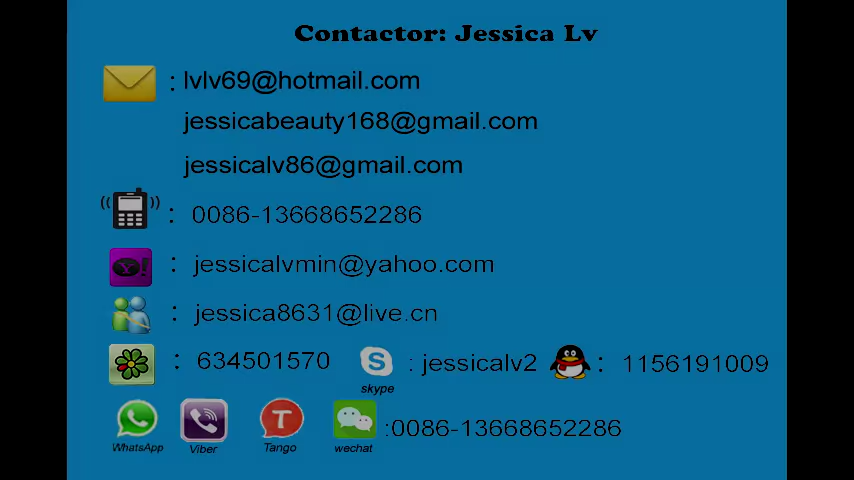 Contactor: Jessica Lv
: lvlv69@hotmail.com
jessicabeauty168@gmail.com
jessicalv86@gmail.com
: 0086-13668652286
: jessicalvmin@yahoo.com
: jessica8631@live.cn
: 634501570 skype : jessicalv2 : 1156191009
WhatsApp Viber Tango wechat :0086-13668652286